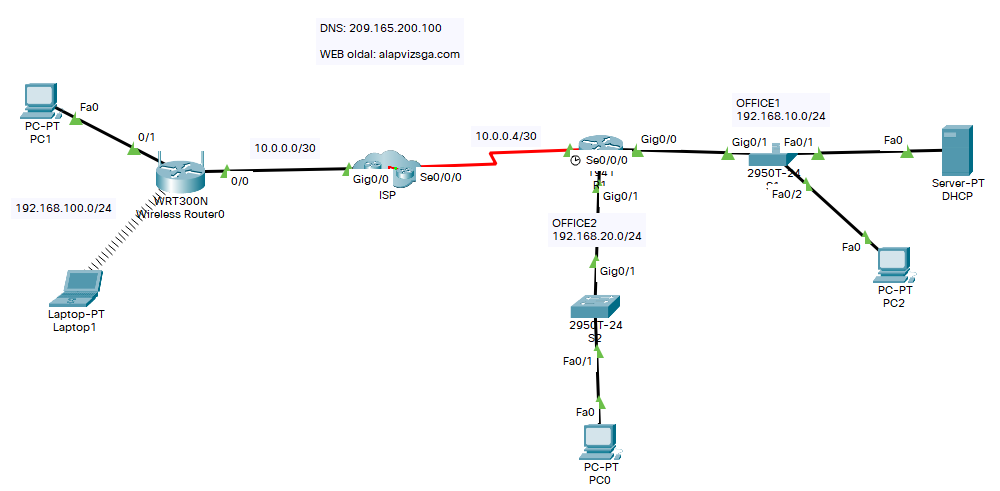 DNS: 209.165.200.100
WEB oldal: alapvizsga.com
Fa0
PC-PT
PC1
0/1
10.0.0.0/30
WRT300N
Wireless Router0
0/0
192.168.100.0/24
Laptop-PT
Laptop1
Gig0/0
ISP
Se0/0/0
10.0.0.4/30
Se0/0/0
Gig0/0
1941
R1
Gig0/1
OFFICE2
192.168.20.0/24
Gig0/1
2950T-24
S2
Fa0/1
Fa0
PC-PT
PC0
OFFICE1
192.168.10.0/24
Gig0/1
Fa0/1
2950T-24
Fa0/2
Fa0
Server-PT
DHCP
Fa0
PC-PT
PC2